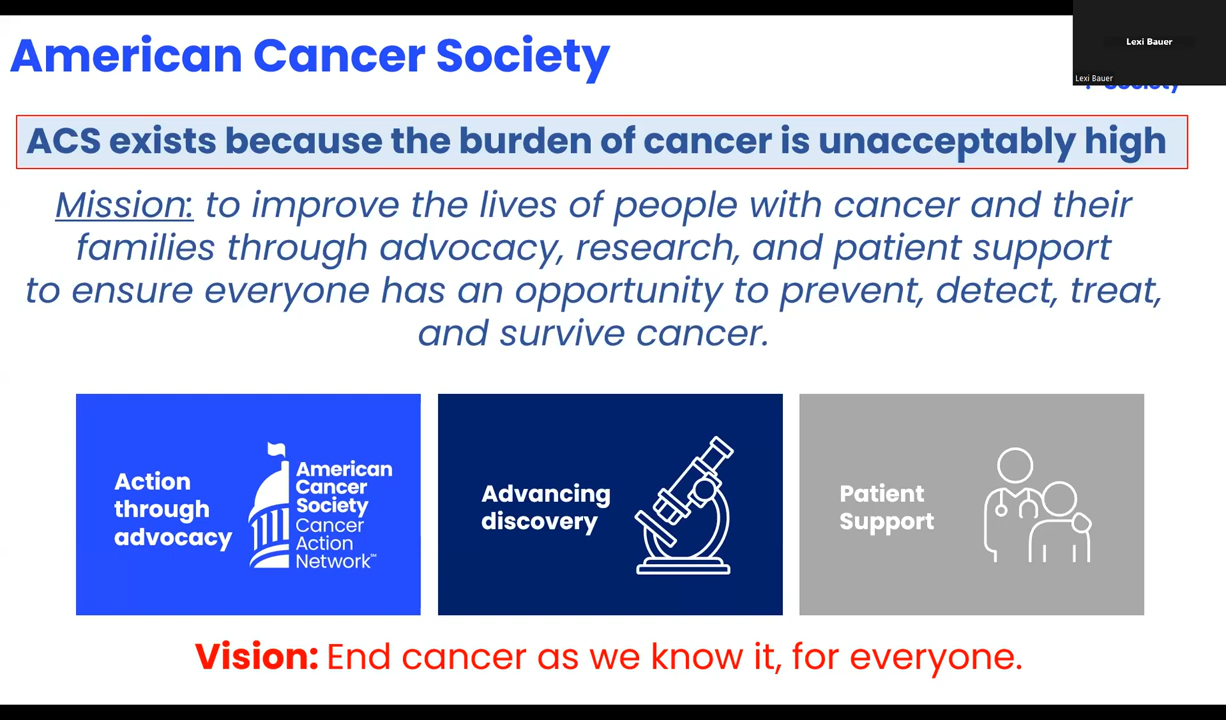 American Cancer Society
Lexi Bauer
Lexi Bauer
Society
ACS exists because the burden of cancer is unacceptably high
Mission: to improve the lives of people with cancer and their
families through advocacy, research, and patient support
to ensure everyone has an opportunity to prevent, detect, treat,
and survive cancer.
Action
through
advocacy
American
Cancer
Society
Cancer
Action
Network℠
Advancing
discovery
Patient
Support
Vision: End cancer as we know it, for everyone.